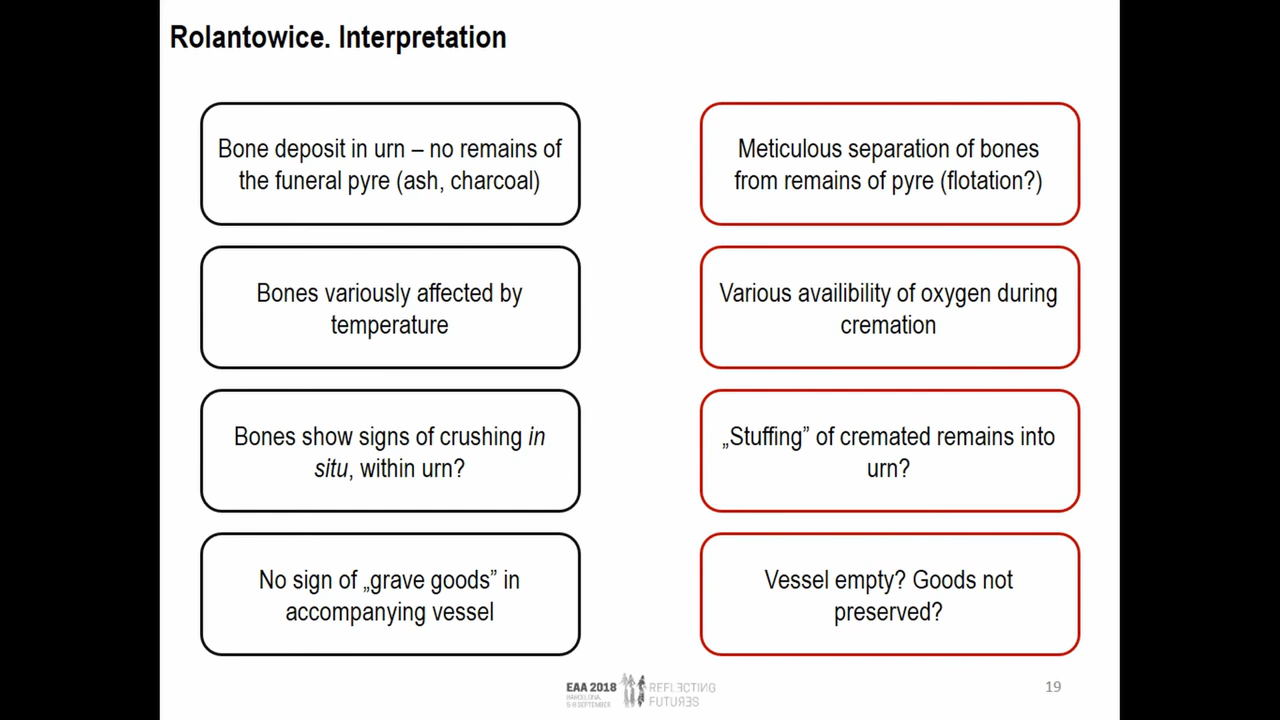 Rolantowice. Interpretation
Bone deposit in urn – no remains of
the funeral pyre (ash, charcoal)
Meticulous separation of bones
from remains of pyre (flotation?)
Bones variously affected by
temperature
Various availibility of oxygen during
cremation
Bones show signs of crushing in
situ, within urn?
„Stuffing” of cremated remains into
urn?
No sign of „grave goods” in
accompanying vessel
Vessel empty? Goods not
preserved?
EAA 2018
BARCELONA,
5-8 SEPTEMBER
REFLECTING
FUTURES
19